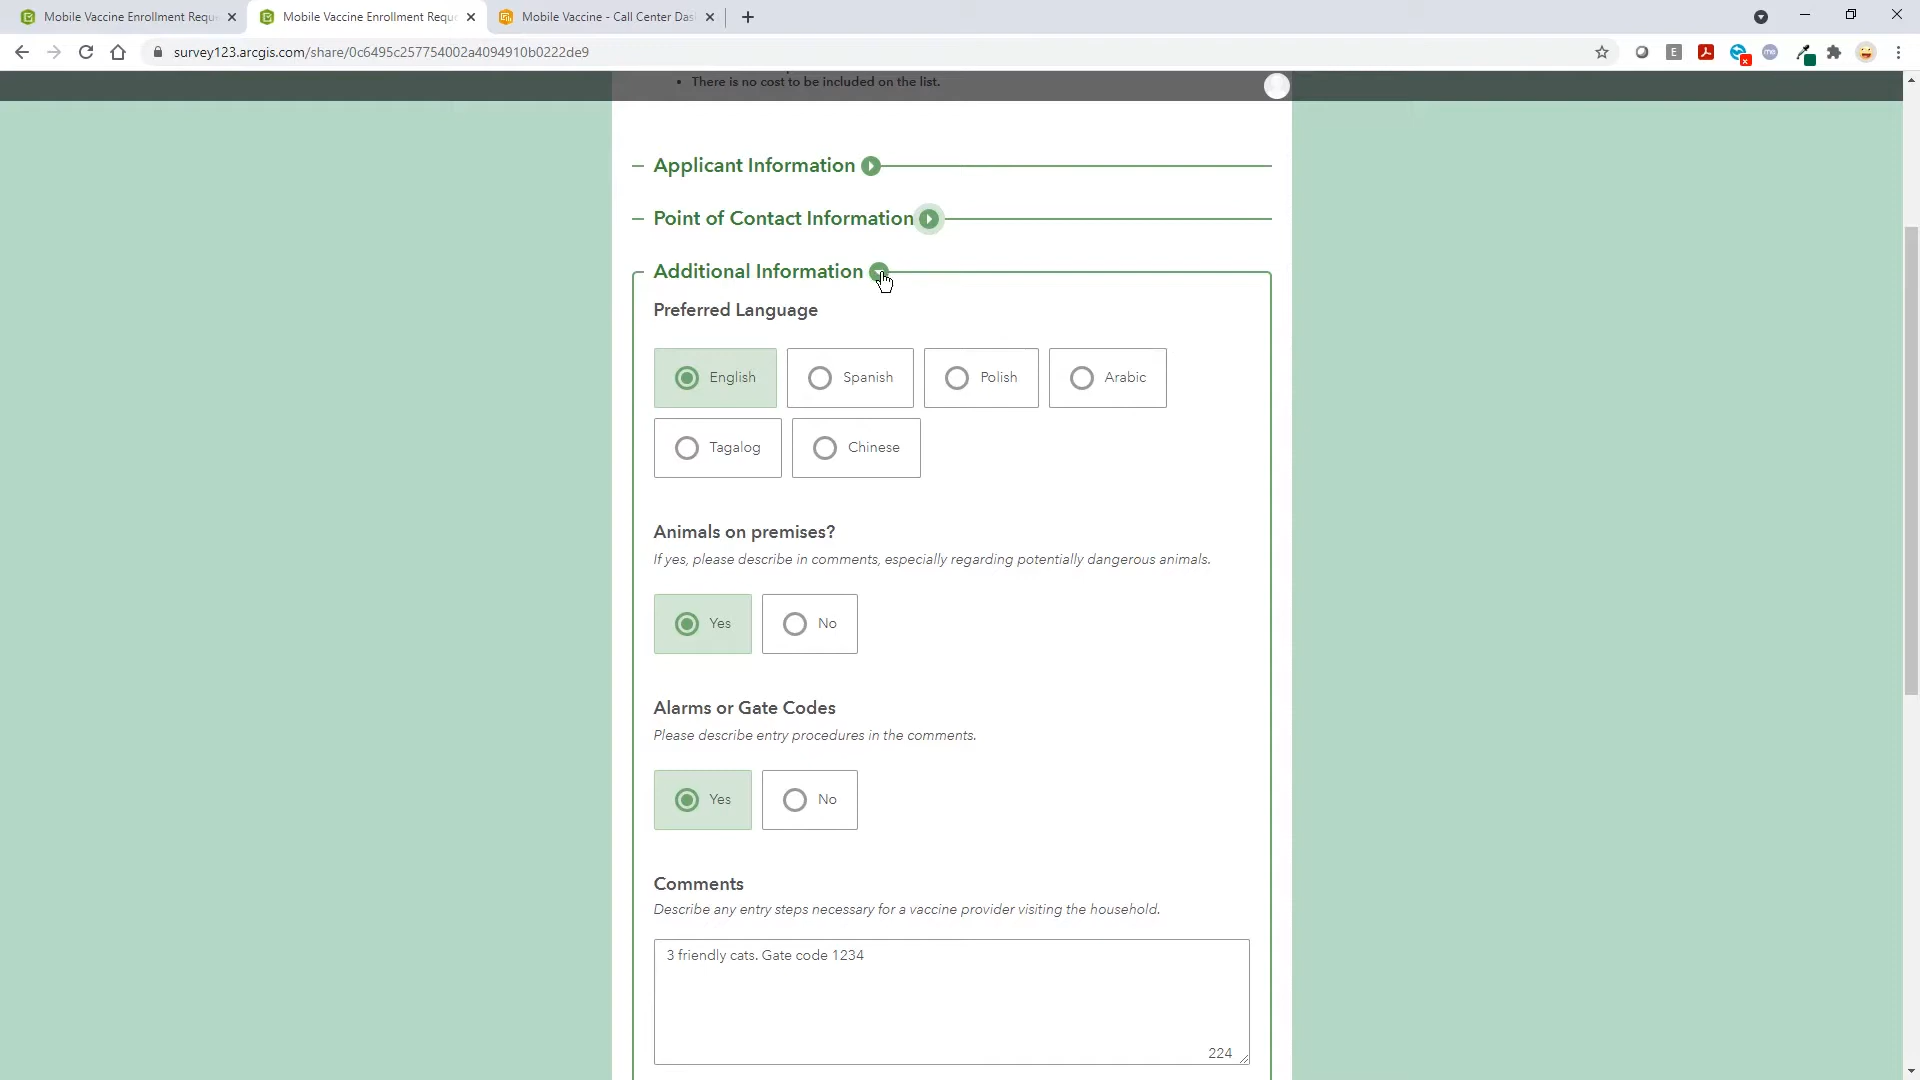 Mobile Vaccine Enrollment Requ
Mobile Vaccine Enrollment Requ
Mobile Vaccine - Call Center Das
survey123.arcgis.com/share/0c6495c257754002a4094910b0222de9
• There is no cost to be included on the list.
Applicant Information
Point of Contact Information
Additional Information
Preferred Language
English
Spanish
Polish
Arabic
Tagalog
Chinese
Animals on premises?
If yes, please describe in comments, especially regarding potentially dangerous animals.
Yes
No
Alarms or Gate Codes
Please describe entry procedures in the comments.
Yes
No
Comments
Describe any entry steps necessary for a vaccine provider visiting the household.
3 friendly cats. Gate code 1234
224